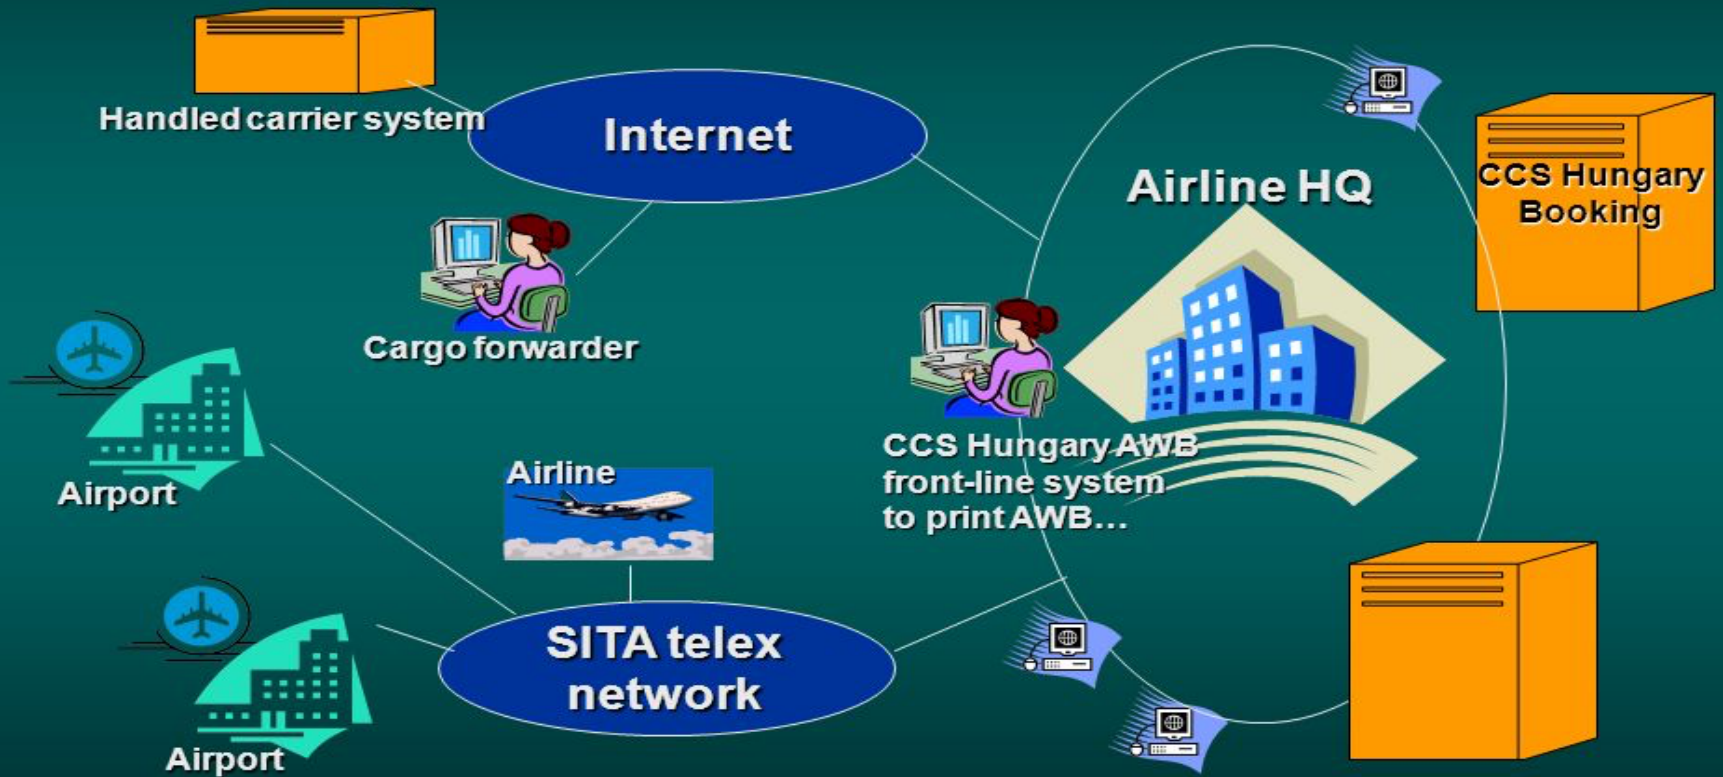 Handled carrier system
Internet
Airline HQ
CCS Hungary
Booking
Cargo forwarder
CCS Hungary AWB
front-line system
to print AWB...
Airport
Airline
SITA telex
network
Airport